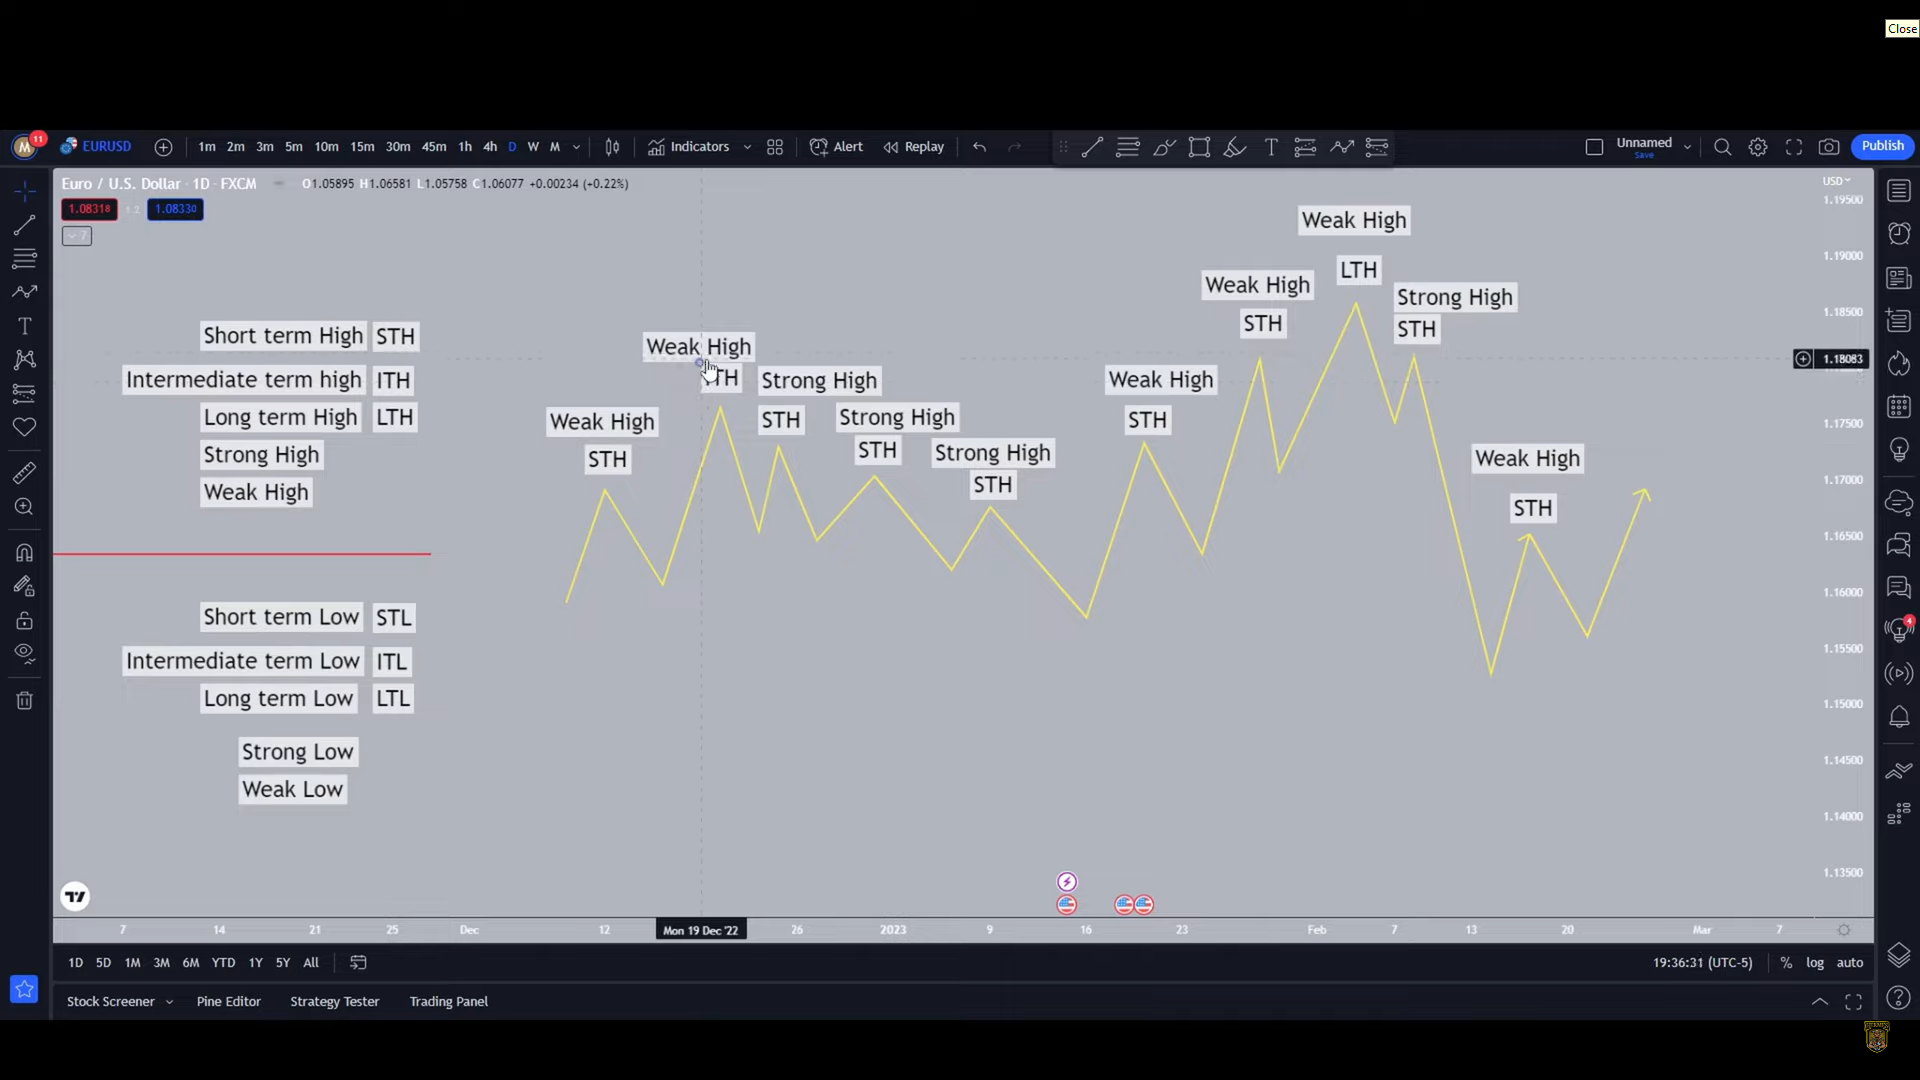 Close
M 11 EURUSD 1m 2m 3m 5m 10m 15m 30m 45m 1h 4h D W M Indicators Alert Replay Unnamed Save Publish
Euro / U.S. Dollar · 1D · FXCM O1.05895 H1.06581 L1.05758 C1.06077 +0.00234 (+0.22%)
1.08318 1.2 1.08330
7
USD
1.19500
1.19000
1.18500
1.18083
1.17500
1.17000
1.16500
1.16000
1.15500
1.15000
1.14500
1.14000
1.13500
Short term High STH
Intermediate term high ITH
Long term High LTH
Strong High
Weak High
Short term Low STL
Intermediate term Low ITL
Long term Low LTL
Strong Low
Weak Low
Weak High
STH
Weak High
Strong High
STH
Strong High
STH
Strong High
STH
Weak High
STH
Weak High
STH
Weak High
LTH
Strong High
STH
Weak High
STH
4
7 14 21 25 Dec 12 Mon 19 Dec '22 26 2023 9 16 23 Feb 7 13 20 Mar 7
1D 5D 1M 3M 6M YTD 1Y 5Y All 19:36:31 (UTC-5) % log auto
Stock Screener Pine Editor Strategy Tester Trading Panel